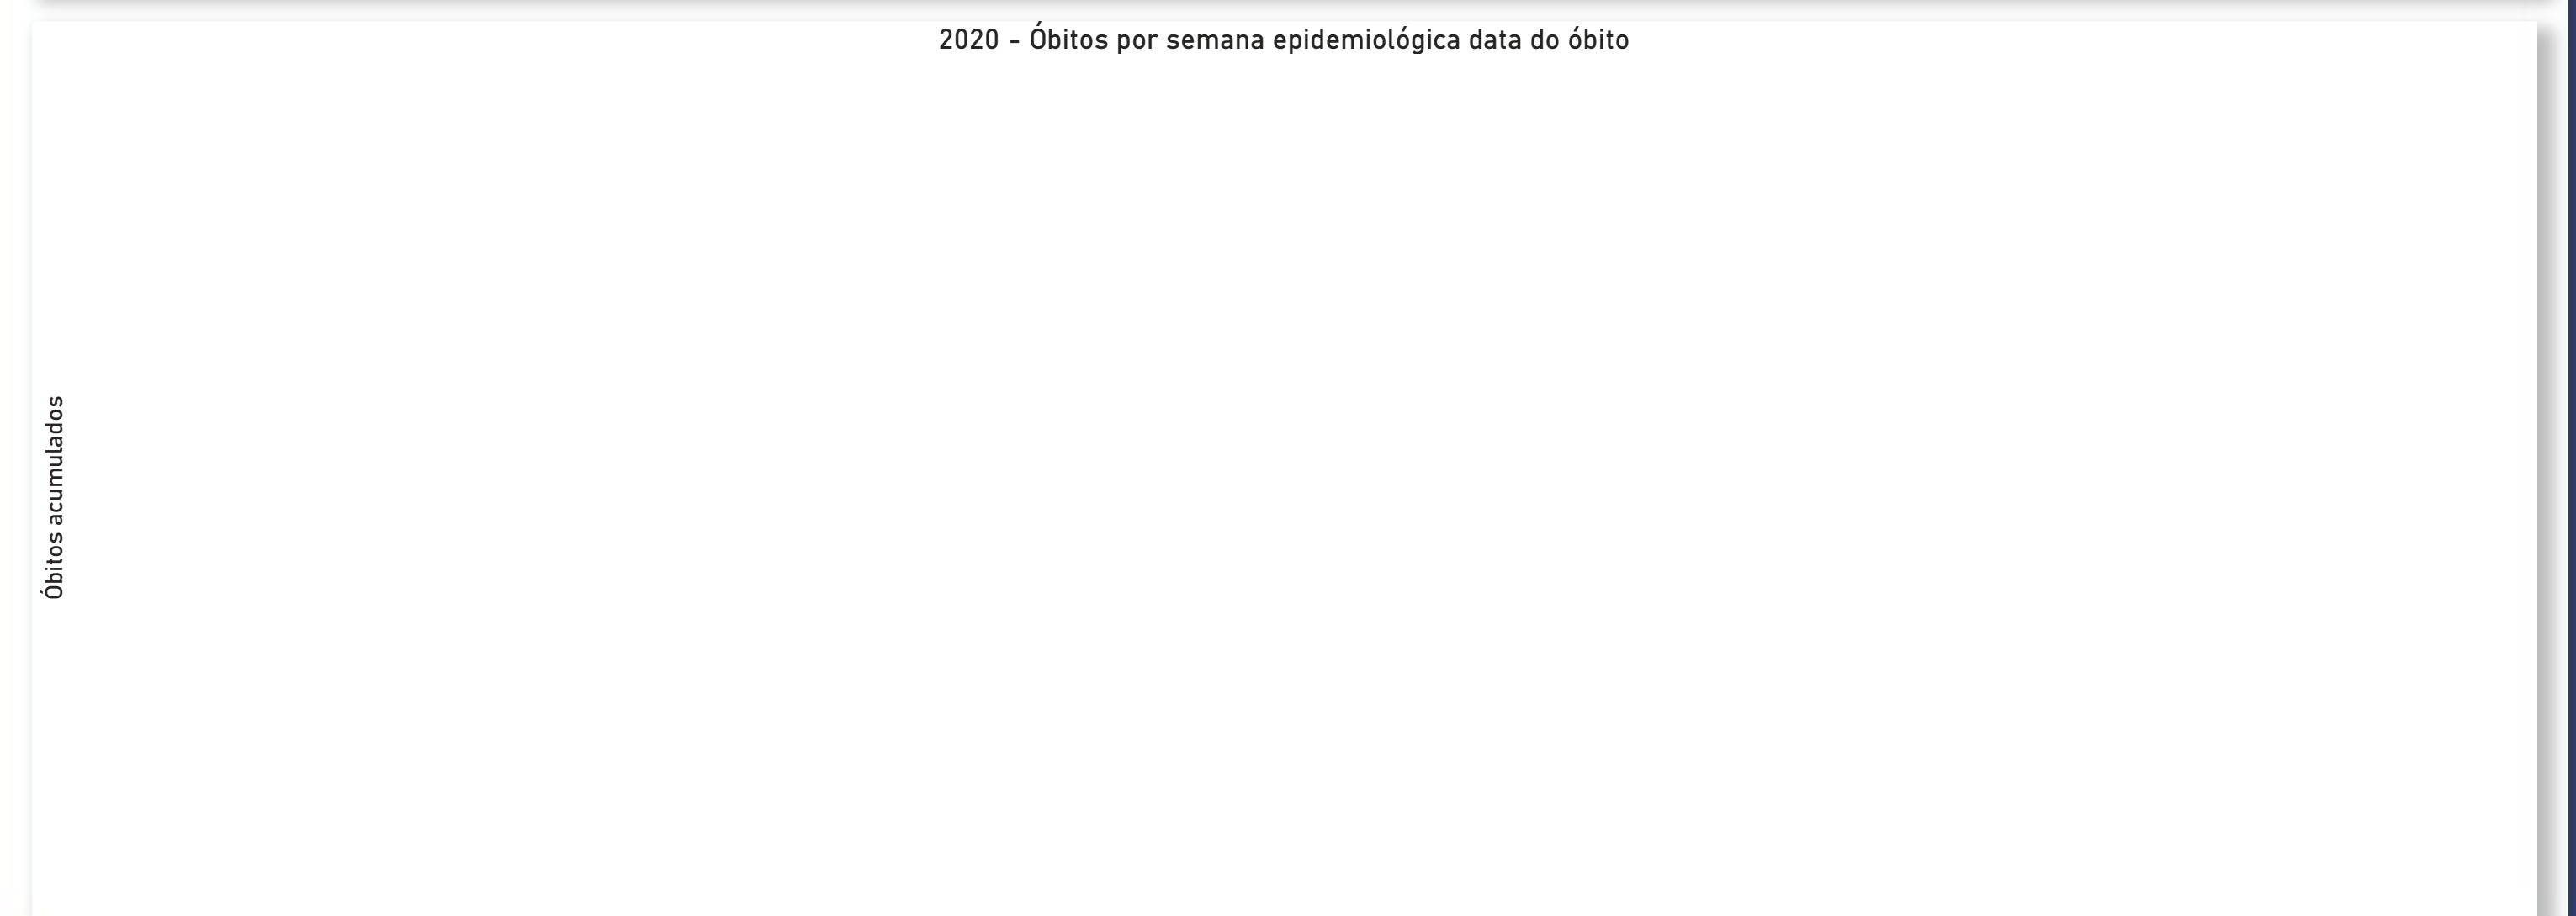 2020 - Óbitos por semana epidemiológica data do óbito
Óbitos acumulados